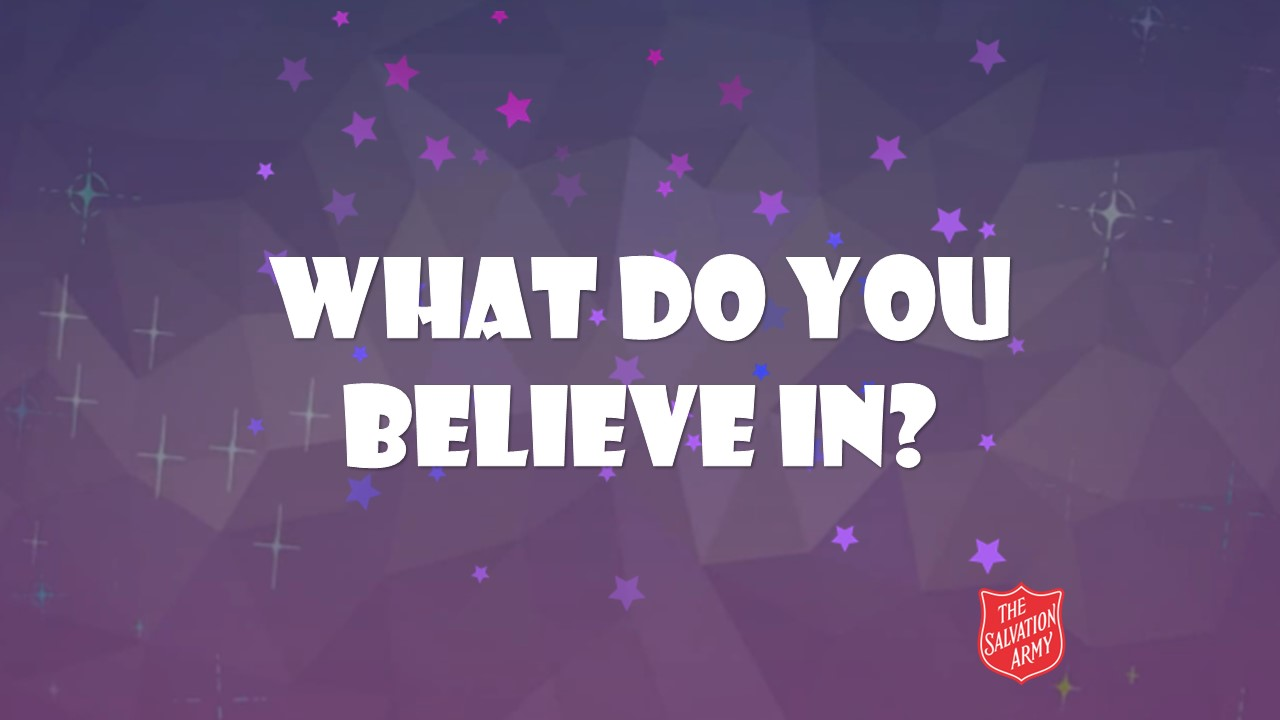 WHAT DO YOU
BELIEVE IN?
THE
SALVATION
ARMY